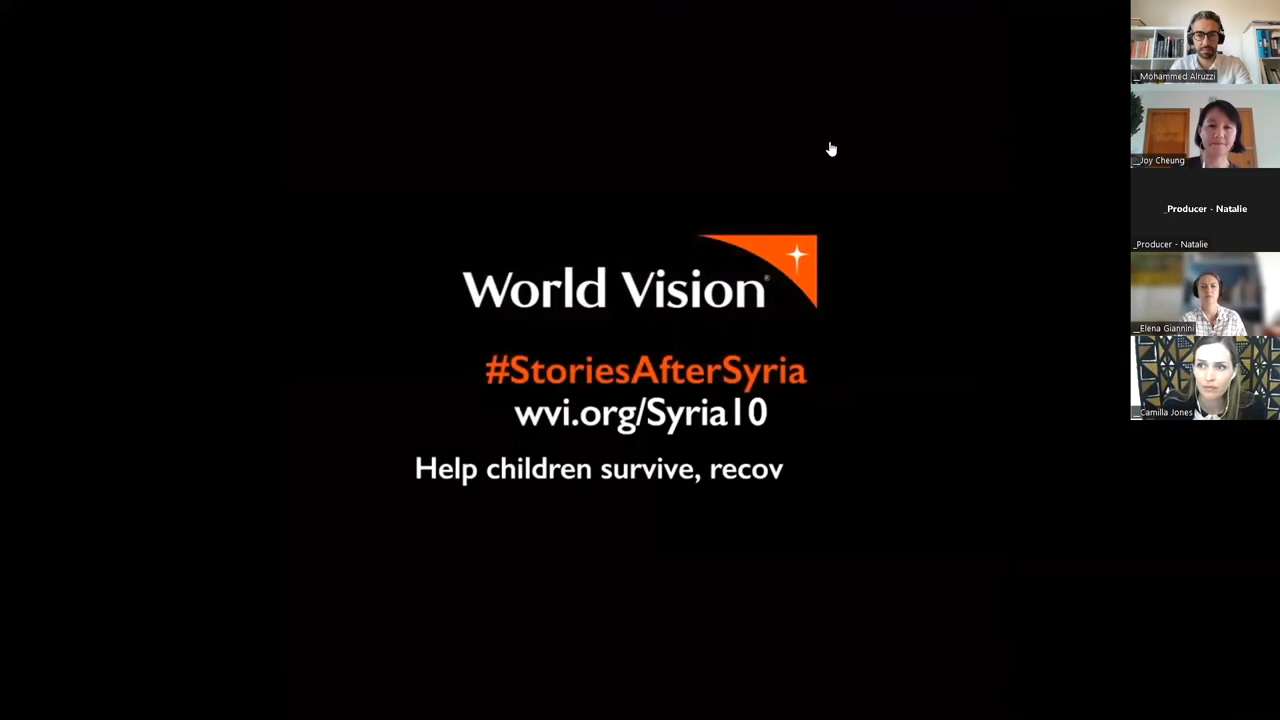 World Vision®
#StoriesAfterSyria
wvi.org/Syria10
Help children survive, recov
_Mohammed Alruzzi
_Joy Cheung
_Producer - Natalie
_Producer - Natalie
_Elena Giannini
_Camilla Jones